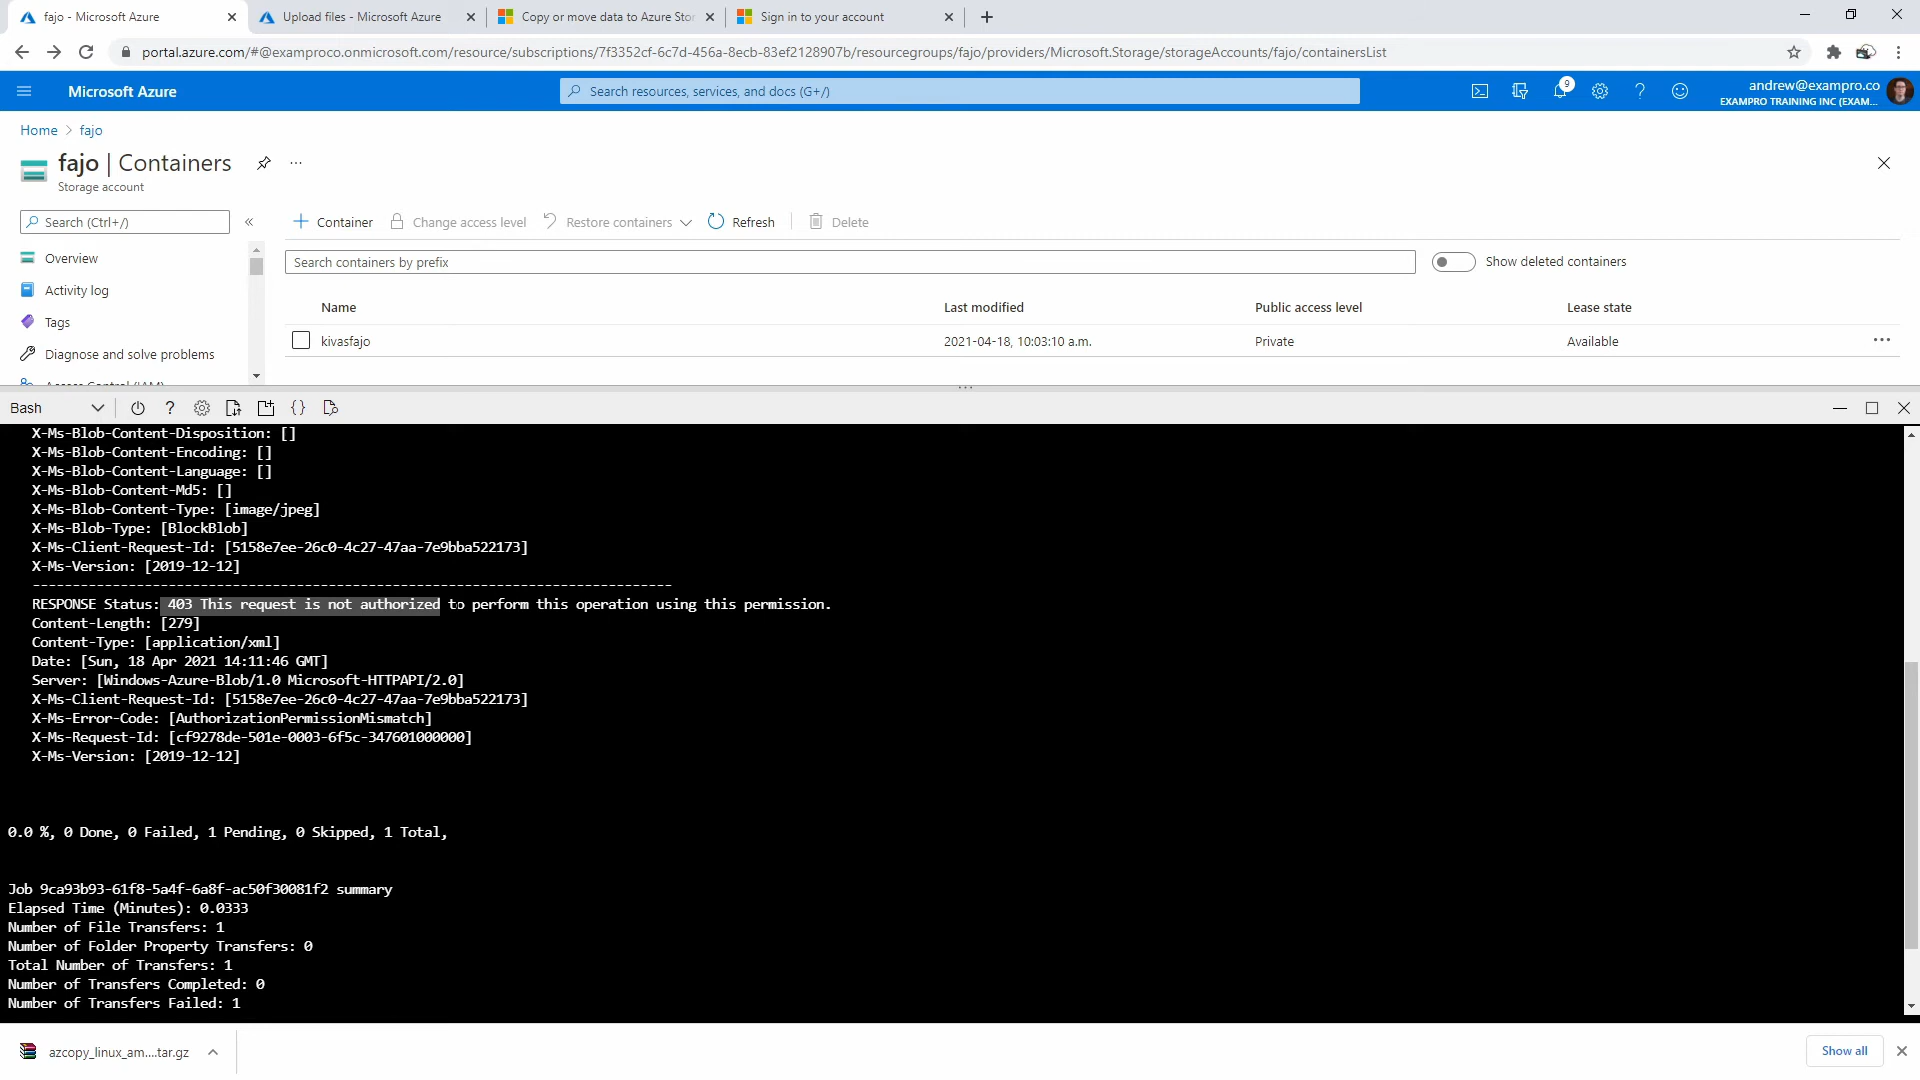 fajo - Microsoft Azure
Upload files - Microsoft Azure
Copy or move data to Azure Stor
Sign in to your account
portal.azure.com/#@examproco.onmicrosoft.com/resource/subscriptions/7f3352cf-6c7d-456a-8ecb-83ef2128907b/resourcegroups/fajo/providers/Microsoft.Storage/storageAccounts/fajo/containersList
Microsoft Azure
Search resources, services, and docs (G+/)
9
andrew@exampro.co
EXAMPRO TRAINING INC (EXAM...
Home > fajo
fajo | Containers
Storage account
Search (Ctrl+/)
Container
Change access level
Restore containers
Refresh
Delete
Overview
Activity log
Tags
Diagnose and solve problems
Access Control (IAM)
Search containers by prefix
Show deleted containers
Name Last modified Public access level Lease state
kivasfajo 2021-04-18, 10:03:10 a.m. Private Available
Bash
X-Ms-Blob-Content-Disposition: []
X-Ms-Blob-Content-Encoding: []
X-Ms-Blob-Content-Language: []
X-Ms-Blob-Content-Md5: []
X-Ms-Blob-Content-Type: [image/jpeg]
X-Ms-Blob-Type: [BlockBlob]
X-Ms-Client-Request-Id: [5158e7ee-26c0-4c27-47aa-7e9bba522173]
X-Ms-Version: [2019-12-12]
--------------------------------------------------------------------------------
RESPONSE Status: 403 This request is not authorized to perform this operation using this permission.
Content-Length: [279]
Content-Type: [application/xml]
Date: [Sun, 18 Apr 2021 14:11:46 GMT]
Server: [Windows-Azure-Blob/1.0 Microsoft-HTTPAPI/2.0]
X-Ms-Client-Request-Id: [5158e7ee-26c0-4c27-47aa-7e9bba522173]
X-Ms-Error-Code: [AuthorizationPermissionMismatch]
X-Ms-Request-Id: [cf9278de-501e-0003-6f5c-347601000000]
X-Ms-Version: [2019-12-12]
0.0 %, 0 Done, 0 Failed, 1 Pending, 0 Skipped, 1 Total,
Job 9ca93b93-61f8-5a4f-6a8f-ac50f30081f2 summary
Elapsed Time (Minutes): 0.0333
Number of File Transfers: 1
Number of Folder Property Transfers: 0
Total Number of Transfers: 1
Number of Transfers Completed: 0
Number of Transfers Failed: 1
azcopy_linux_am....tar.gz
Show all